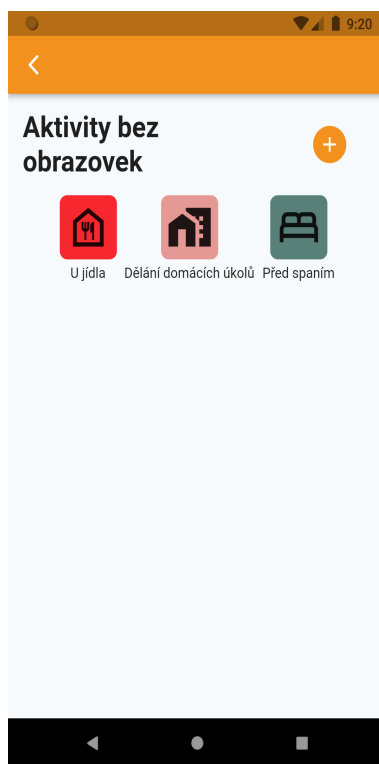 9:20
Aktivity bez
obrazovek
U jídla
Dělání domácích úkolů
Před spaním